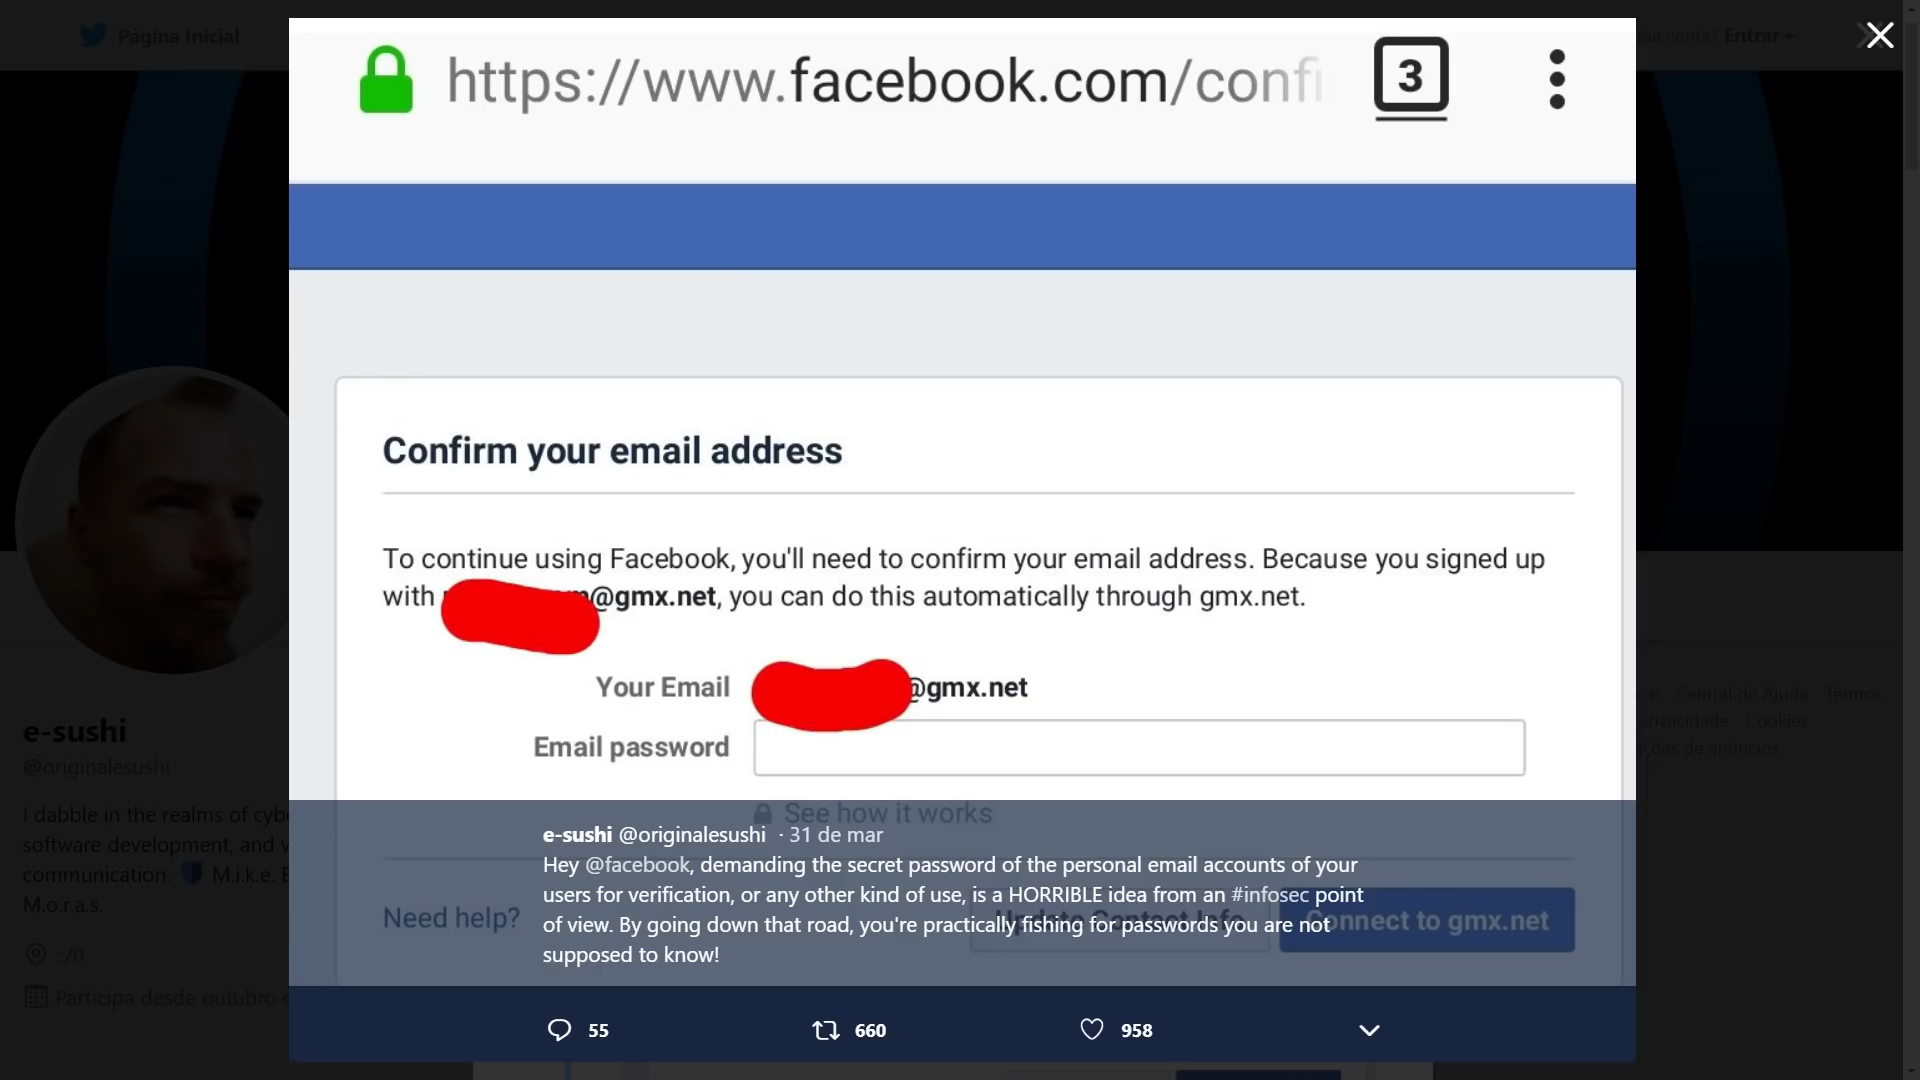 Página Inicial
Entrar
https://www.facebook.com/confi
3
Confirm your email address
To continue using Facebook, you'll need to confirm your email address. Because you signed up
with @gmx.net, you can do this automatically through gmx.net.
Your Email @gmx.net
Email password
See how it works
Need help?
Update Contact Info
Connect to gmx.net
e-sushi @originalesushi · 31 de mar
Hey @facebook, demanding the secret password of the personal email accounts of your
users for verification, or any other kind of use, is a HORRIBLE idea from an #infosec point
of view. By going down that road, you're practically fishing for passwords you are not
supposed to know!
55 660 958
e-sushi
@originalesushi
I dabble in the realms of
software development, and
communication. M.i.k.e.
M.o.r.a.s.
::/0
Participa desde outubro
Central de Ajuda Termos
Cookies
anúncios